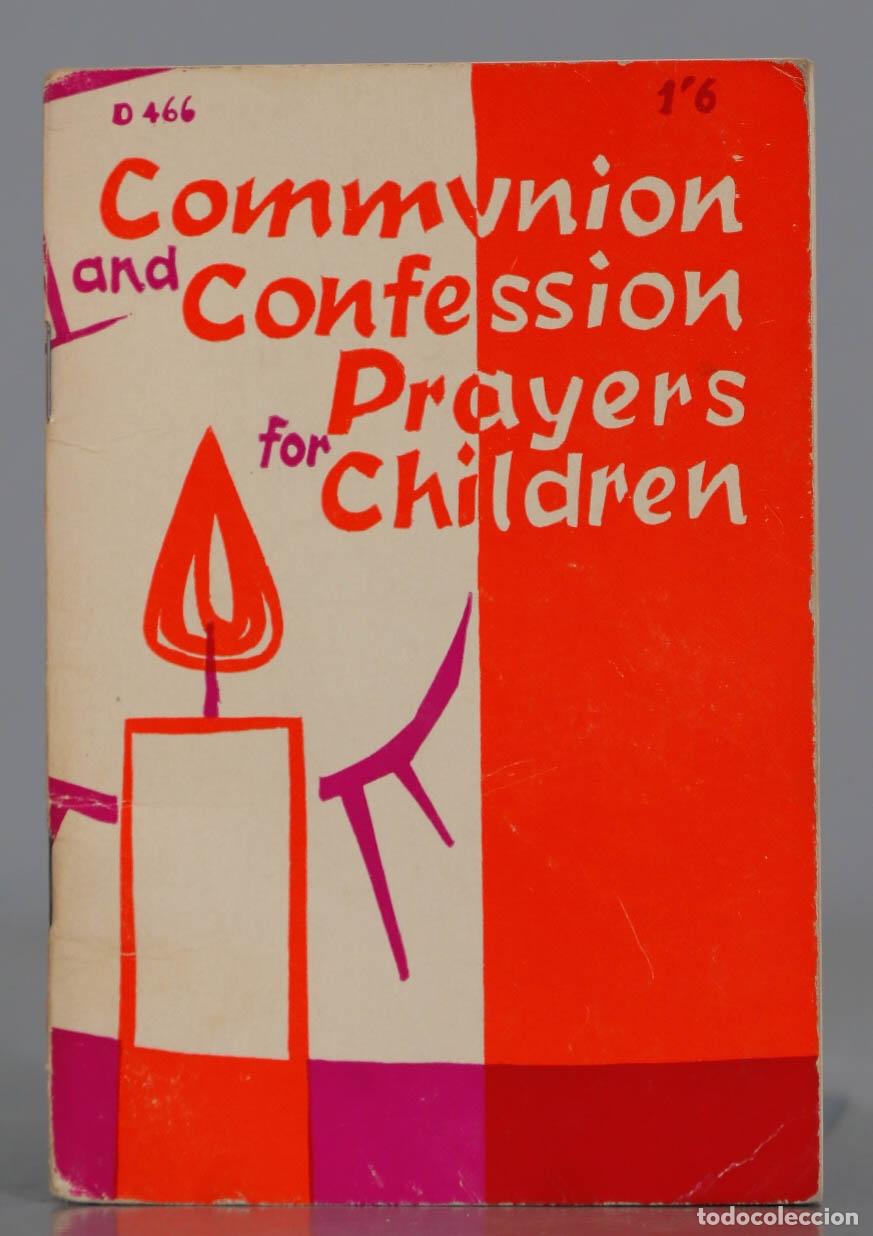 D 466
1'6
Commvnion
and Confession
Prayers
for Children
todocoleccion